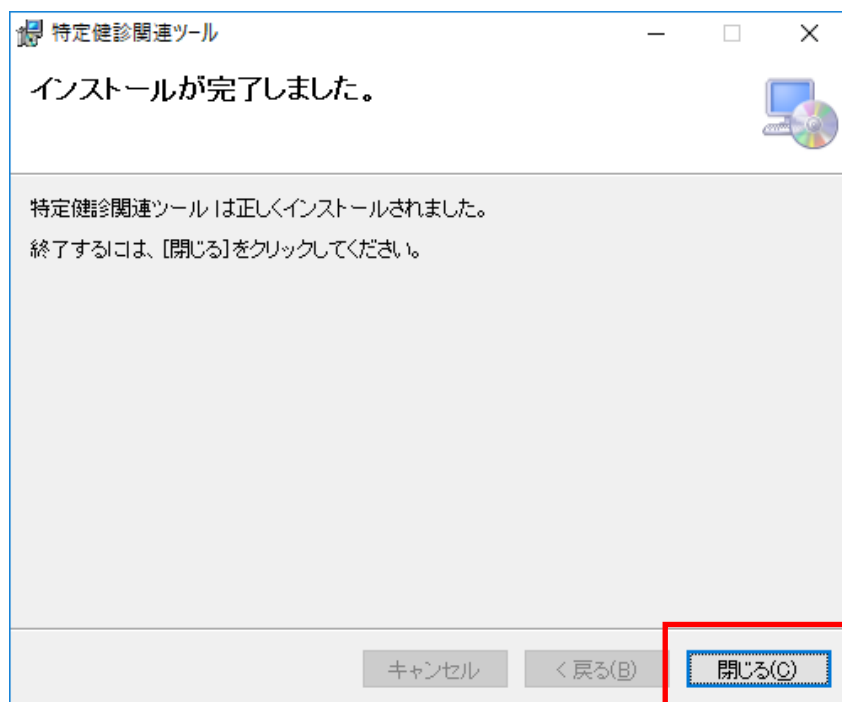 特定健診関連ツール
インストールが完了しました。
特定健診関連ツール は正しくインストールされました。
終了するには、[閉じる]をクリックしてください。
キャンセル
< 戻る(B)
閉じる(C)